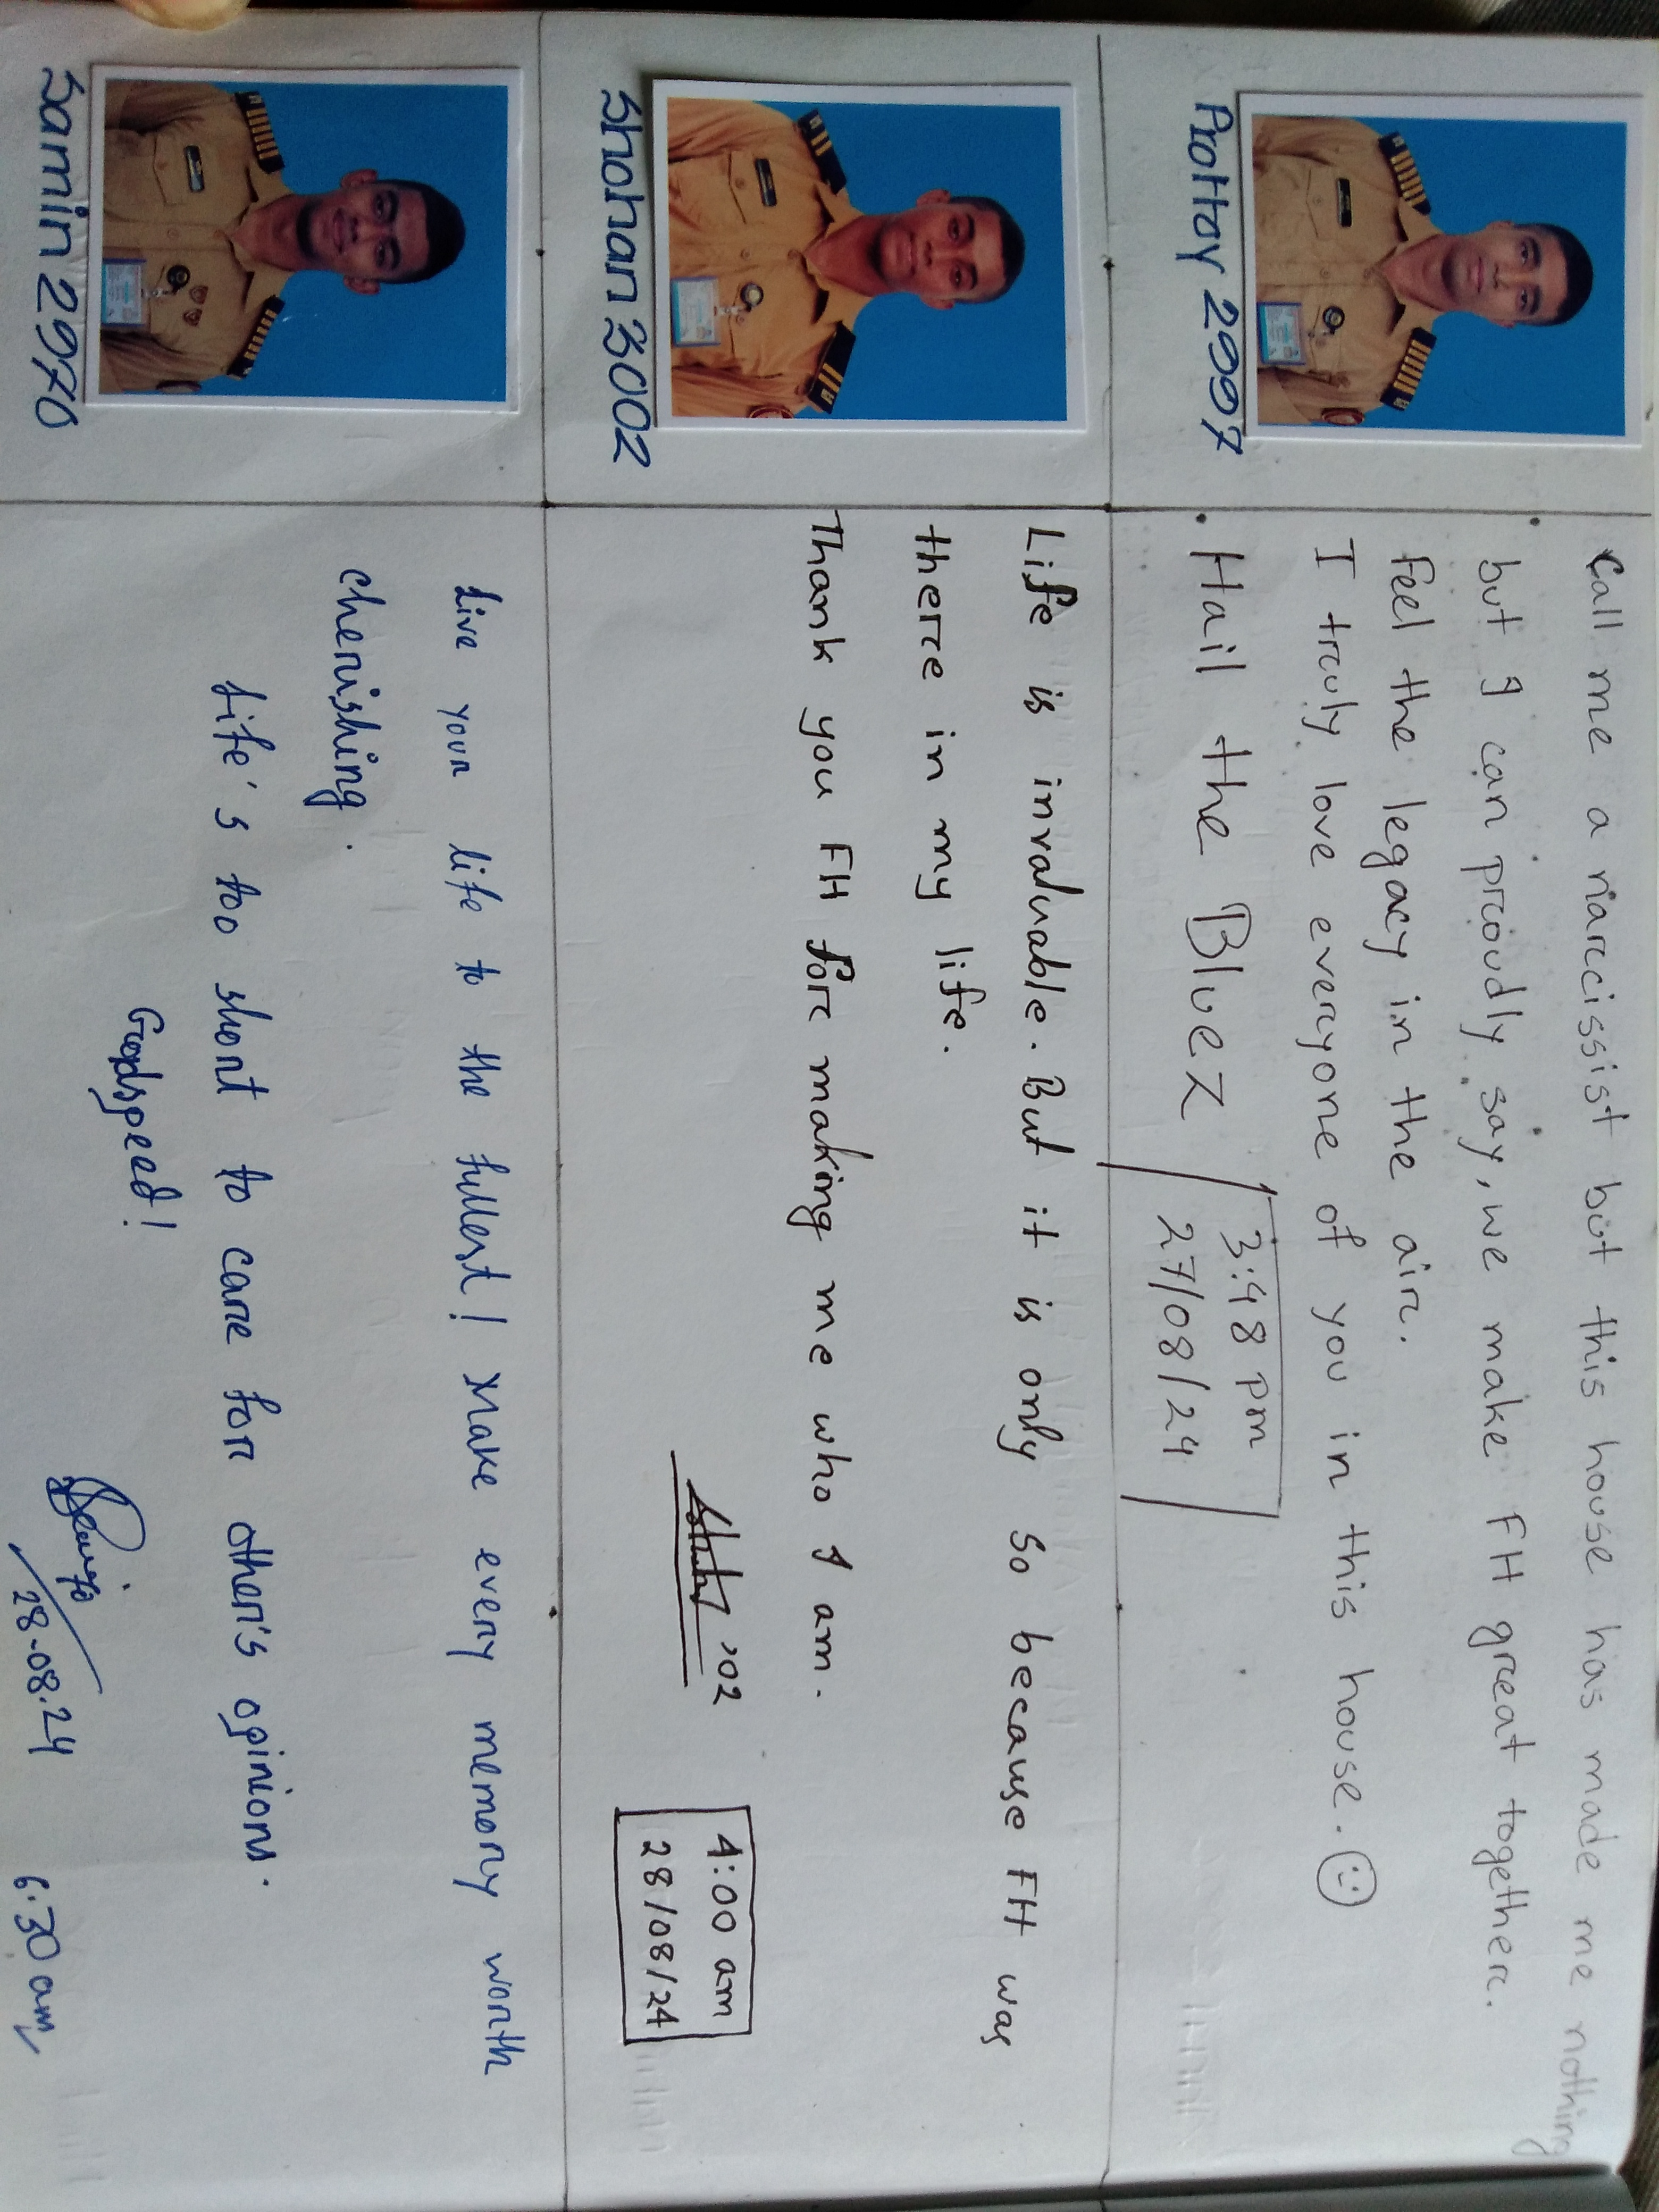 Call me a narccissist but this house has made me nothing
but I can proudly say, we make FH great together.
Feel the legacy in the air.
I truly love everyone of you in this house.
Hail the Bluez
3:48 pm
27/08/24
Prottoy 2997
Life is invaluable. But it is only so because FH was
there in my life.
Thank you FH for making me who I am.
'02
4:00 am
28/08/24
Shohan 3002
Live your life to the fullest! Make every memory worth
cherishing.
Life's too short to care for other's opinions.
Godspeed!
28.08.24
6.30 am
Samin 2970